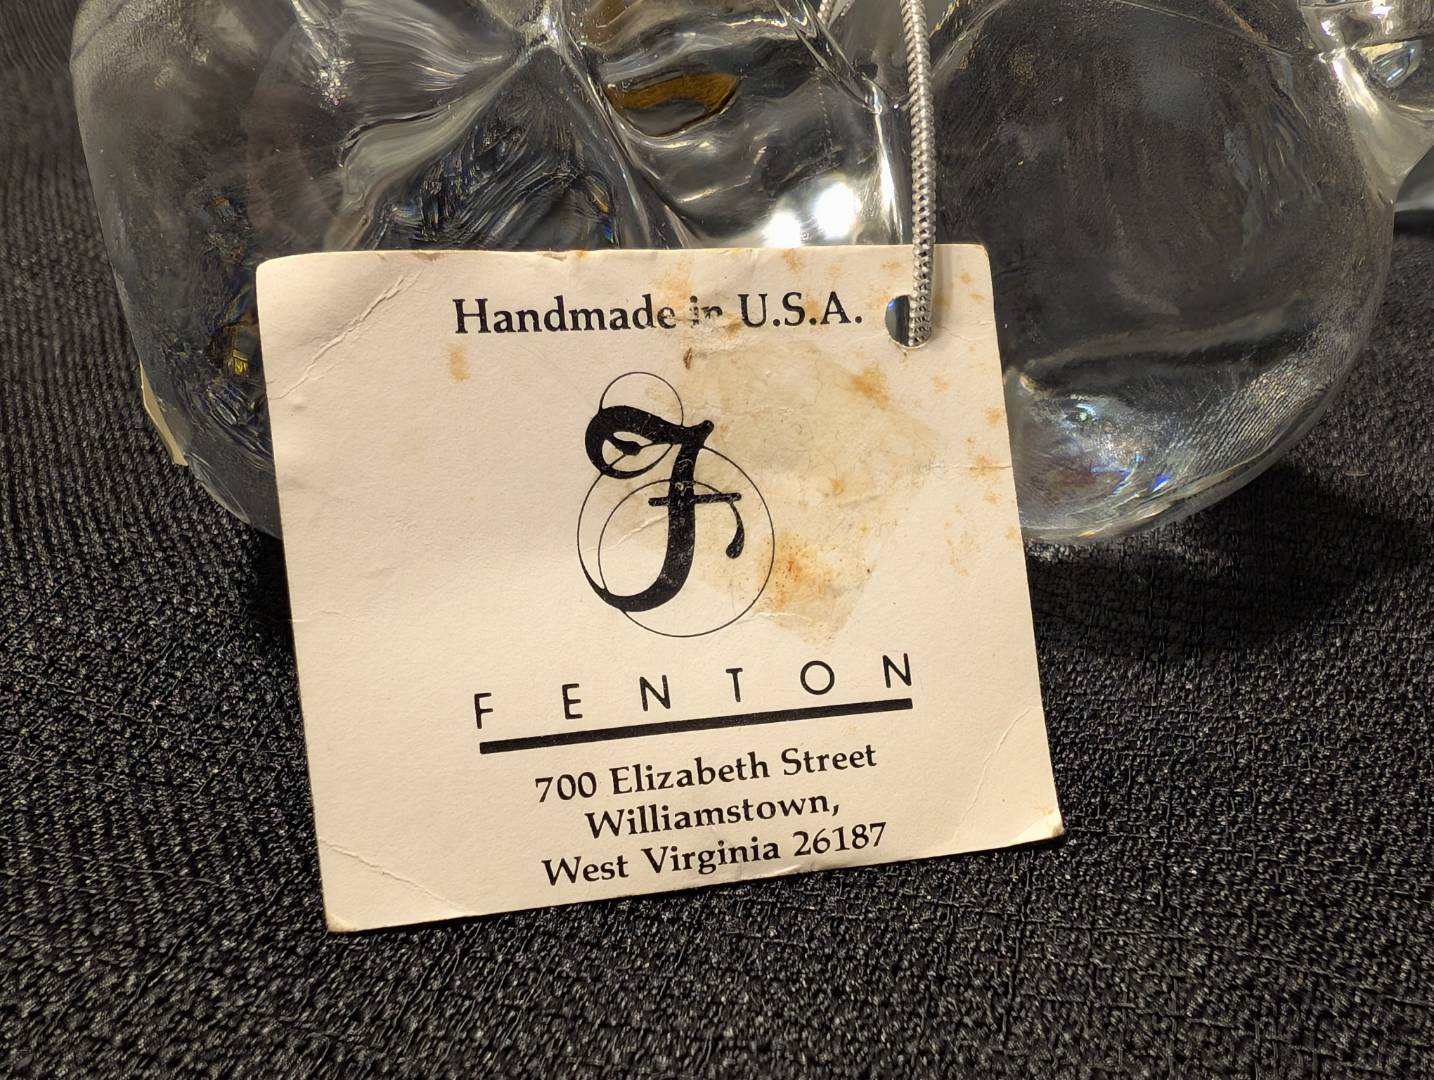 Handmade in U.S.A.
F
FENTON
700 Elizabeth Street
Williamstown,
West Virginia 26187